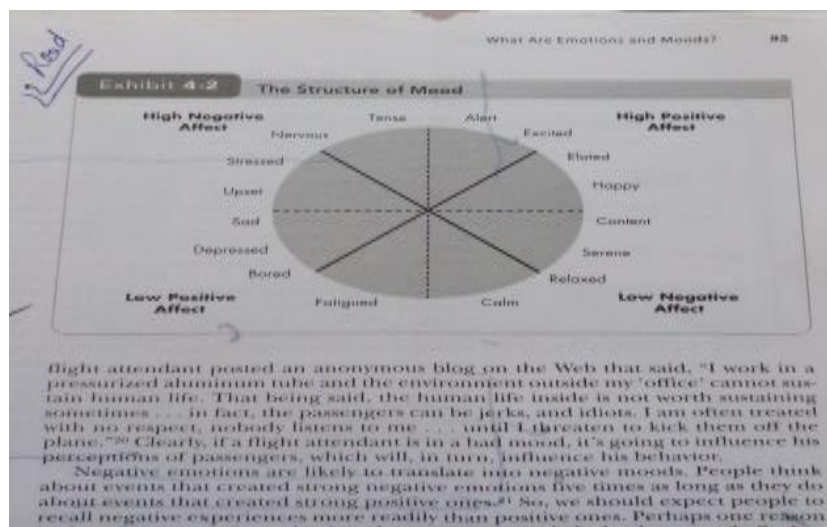 What Are Emotions and Moods? 95
Read
Exhibit 4-2 The Structure of Mood
High Negative Affect
Tense
Alert
High Positive Affect
Nervous
Excited
Stressed
Elated
Upset
Happy
Sad
Content
Depressed
Serene
Bored
Relaxed
Low Positive Affect
Fatigued
Calm
Low Negative Affect
flight attendant posted an anonymous blog on the Web that said, "I work in a
pressurized aluminum tube and the environment outside my 'office' cannot sus-
tain human life. That being said, the human life inside is not worth sustaining
sometimes . . . in fact, the passengers can be jerks, and idiots. I am often treated
with no respect, nobody listens to me . . . until I threaten to kick them off the
plane."20 Clearly, if a flight attendant is in a bad mood, it's going to influence his
perceptions of passengers, which will, in turn, influence his behavior.
Negative emotions are likely to translate into negative moods. People think
about events that created strong negative emotions five times as long as they do
about events that created strong positive ones.21 So, we should expect people to
recall negative experiences more readily than positive ones. Perhaps one reason